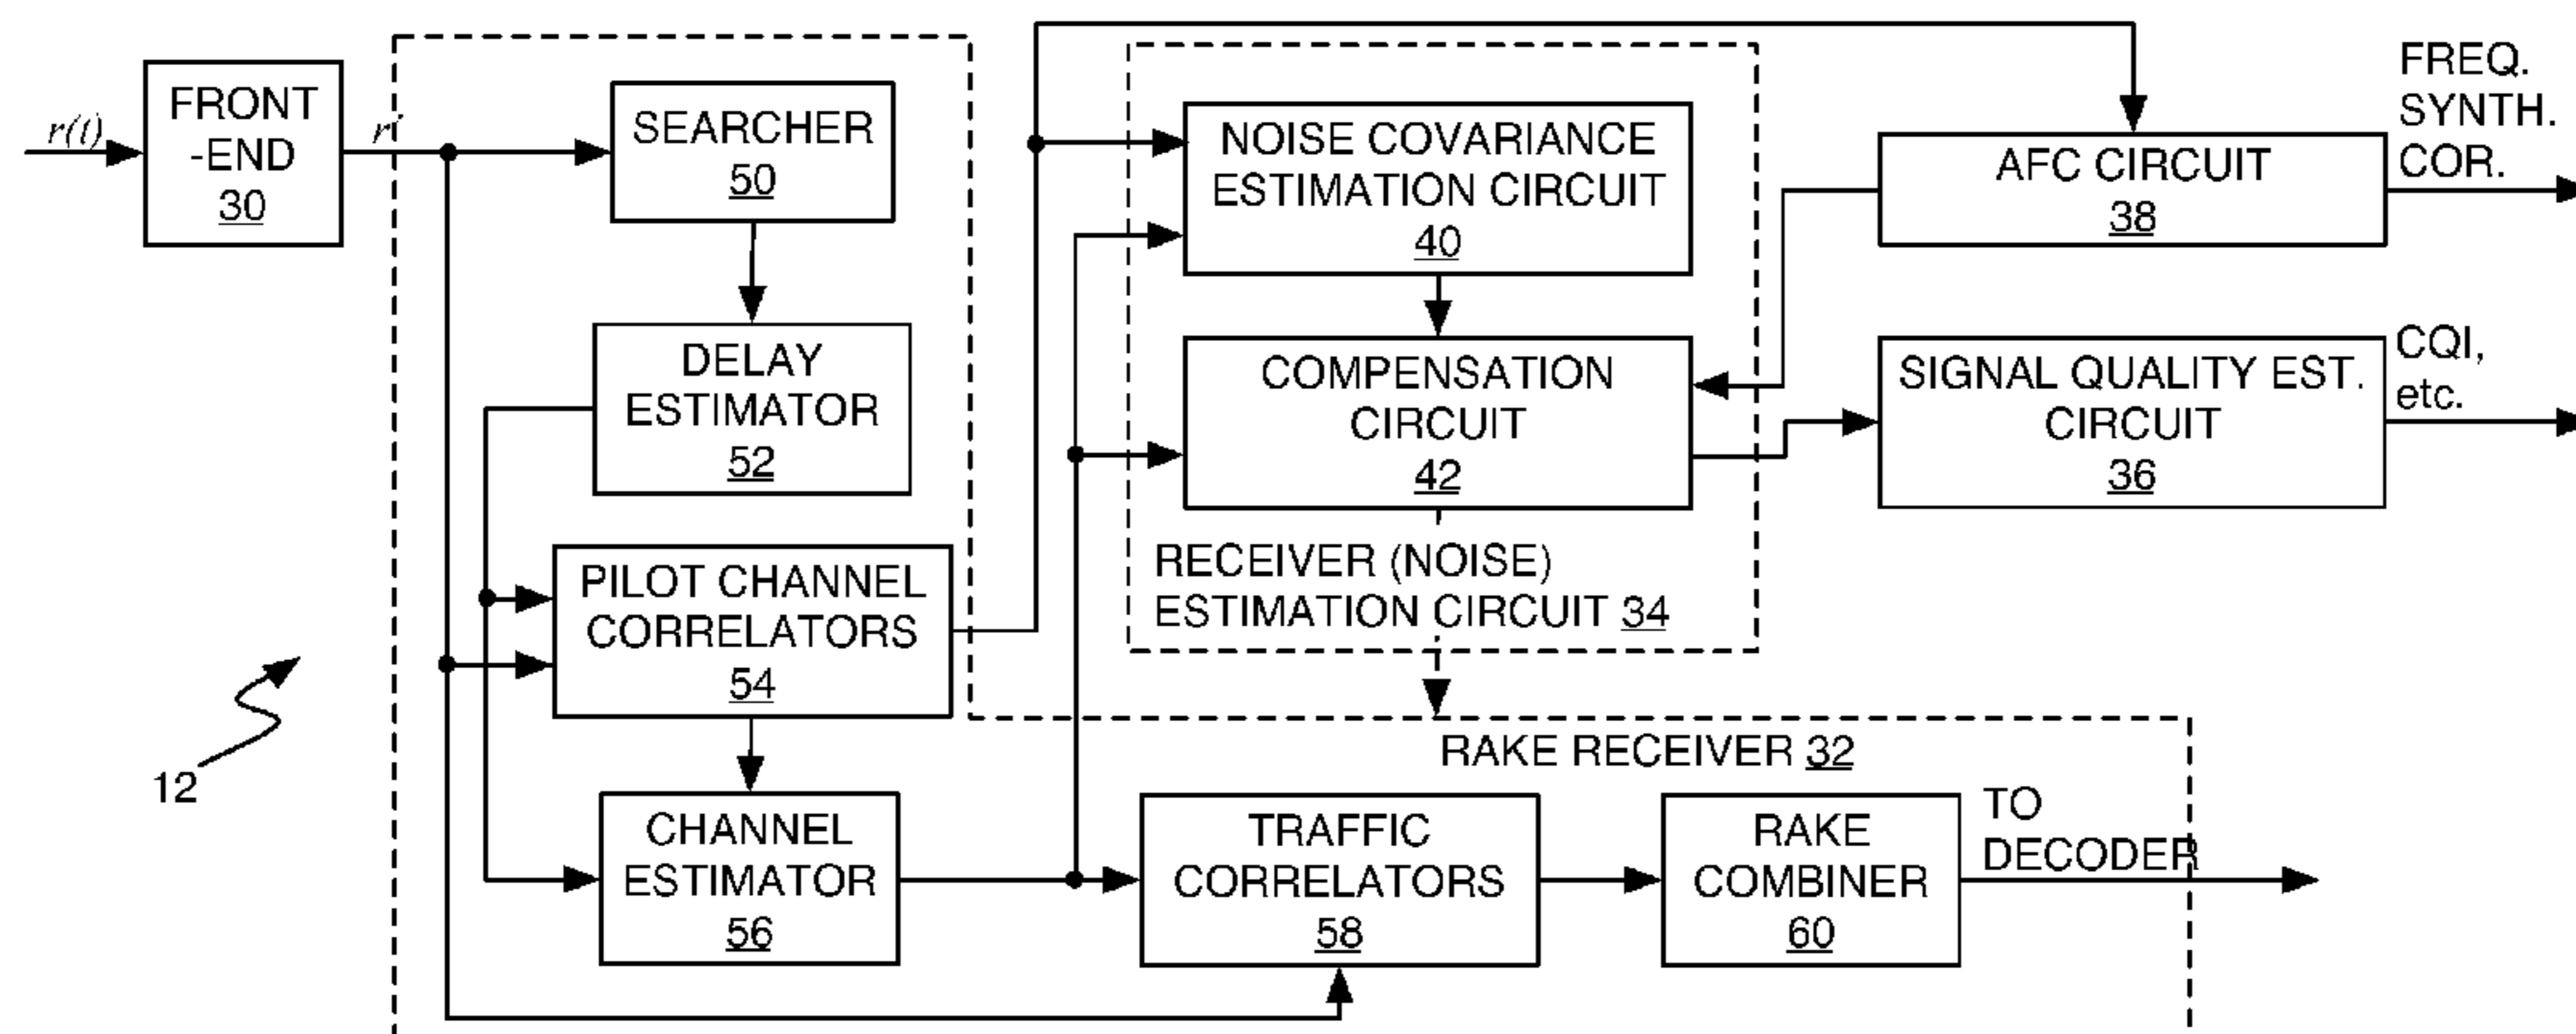 r(t)
FRONT
-END
30
r'
SEARCHER
50
DELAY
ESTIMATOR
52
PILOT CHANNEL
CORRELATORS
54
CHANNEL
ESTIMATOR
56
12
NOISE COVARIANCE
ESTIMATION CIRCUIT
40
COMPENSATION
CIRCUIT
42
RECEIVER (NOISE)
ESTIMATION CIRCUIT 34
AFC CIRCUIT
38
FREQ.
SYNTH.
COR.
SIGNAL QUALITY EST.
CIRCUIT
36
CQI,
etc.
RAKE RECEIVER 32
TRAFFIC
CORRELATORS
58
RAKE
COMBINER
60
TO
DECODER